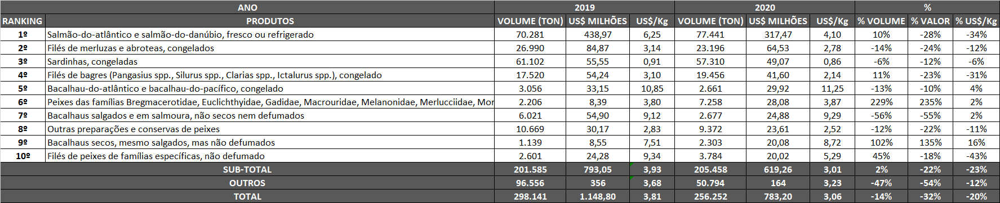 ANO 2019 2020 %
RANKING PRODUTOS VOLUME (TON) US$ MILHÕES US$/Kg VOLUME (TON) US$ MILHÕES US$/Kg % VOLUME % VALOR % US$/Kg
1º Salmão-do-atlântico e salmão-do-danúbio, fresco ou refrigerado 70.281 438,97 6,25 77.441 317,47 4,10 10% -28% -34%
2º Filés de merluzas e abroteas, congelados 26.990 84,87 3,14 23.196 64,53 2,78 -14% -24% -12%
3º Sardinhas, congeladas 61.102 55,55 0,91 57.310 49,07 0,86 -6% -12% -6%
4º Filés de bagres (Pangasius spp., Silurus spp., Clarias spp., Ictalurus spp.), congelado 17.520 54,24 3,10 19.456 41,60 2,14 11% -23% -31%
5º Bacalhau-do-atlântico e bacalhau-do-pacífico, congelado 3.056 33,15 10,85 2.661 29,92 11,25 -13% -10% 4%
6º Peixes das famílias Bregmacerotidae, Euclichthyidae, Gadidae, Macrouridae, Melanonidae, Merlucciidae, Mor 2.206 8,39 3,80 7.258 28,08 3,87 229% 235% 2%
7º Bacalhaus salgados e em salmoura, não secos nem defumados 6.021 54,90 9,12 2.677 24,88 9,29 -56% -55% 2%
8º Outras preparações e conservas de peixes 10.669 30,17 2,83 9.372 23,61 2,52 -12% -22% -11%
9º Bacalhaus secos, mesmo salgados, mas não defumados 1.139 8,55 7,51 2.303 20,08 8,72 102% 135% 16%
10º Filés de peixes de famílias específicas, não defumado 2.601 24,28 9,34 3.784 20,02 5,29 45% -18% -43%
SUB-TOTAL 201.585 793,05 3,93 205.458 619,26 3,01 2% -22% -23%
OUTROS 96.556 356 3,68 50.794 164 3,23 -47% -54% -12%
TOTAL 298.141 1.148,80 3,81 256.252 783,20 3,06 -14% -32% -20%